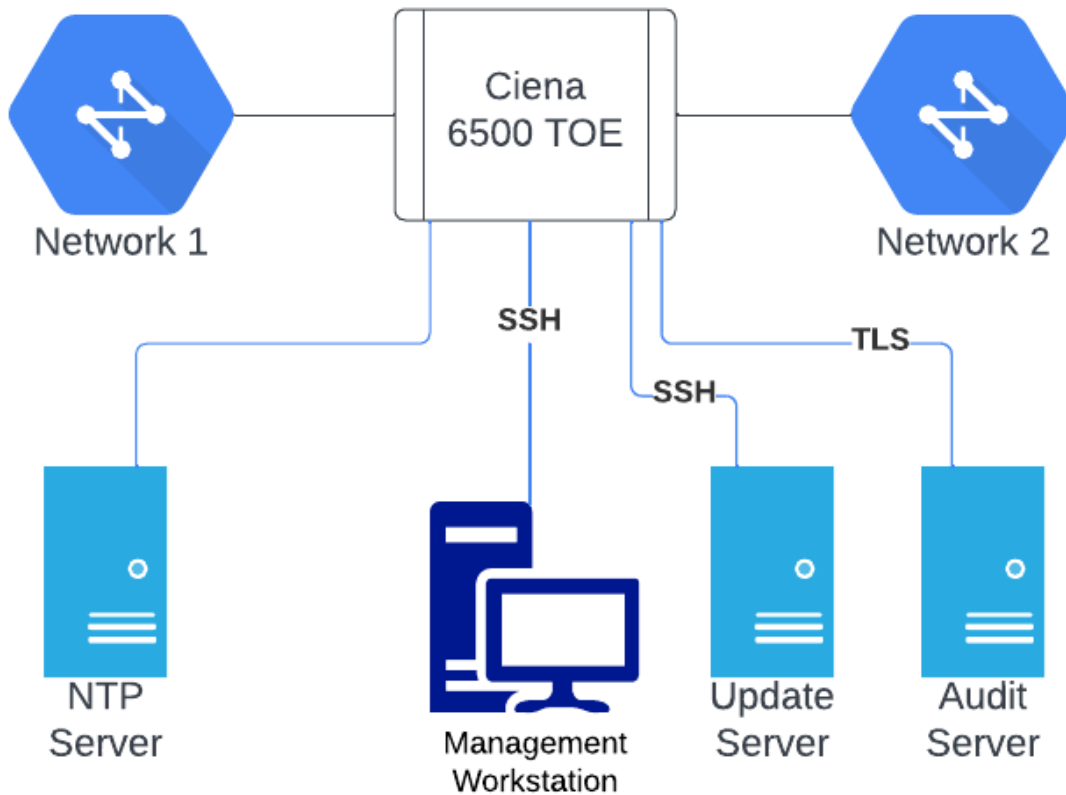 Ciena
6500 TOE
Network 1
Network 2
SSH
TLS
SSH
NTP
Server
Management
Workstation
Update
Server
Audit
Server